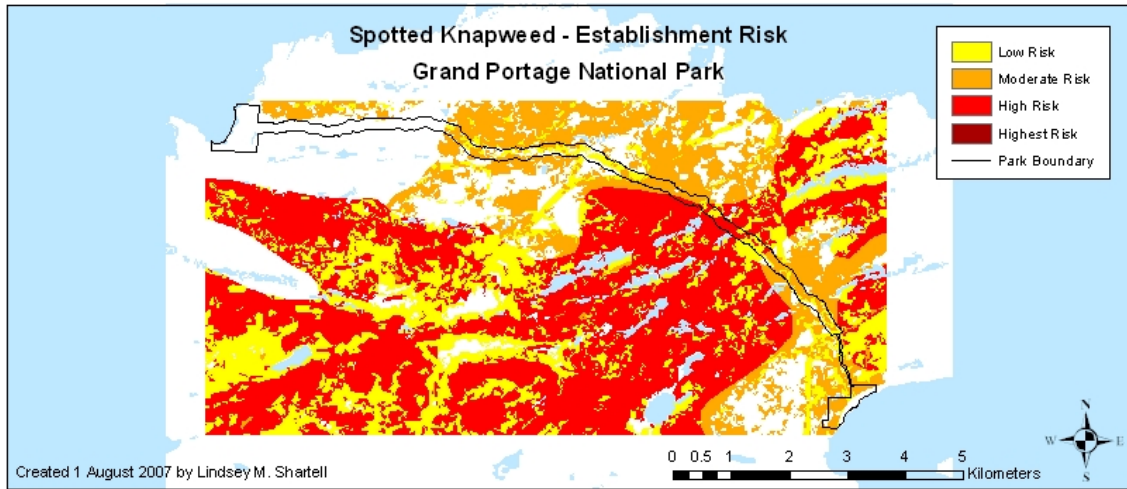 Spotted Knapweed - Establishment Risk
Grand Portage National Park
Low Risk
Moderate Risk
High Risk
Highest Risk
Park Boundary
N
W E
S
0 0.5 1 2 3 4 5
Kilometers
Created 1 August 2007 by Lindsey M. Shartell